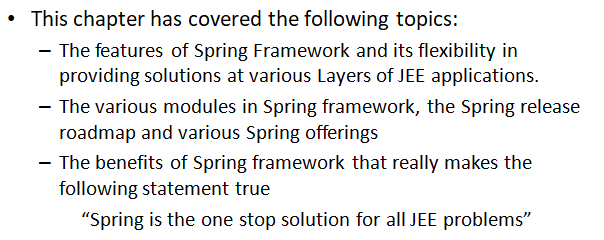 • This chapter has covered the following topics:
– The features of Spring Framework and its flexibility in
providing solutions at various Layers of JEE applications.
– The various modules in Spring framework, the Spring release
roadmap and various Spring offerings
– The benefits of Spring framework that really makes the
following statement true
“Spring is the one stop solution for all JEE problems”